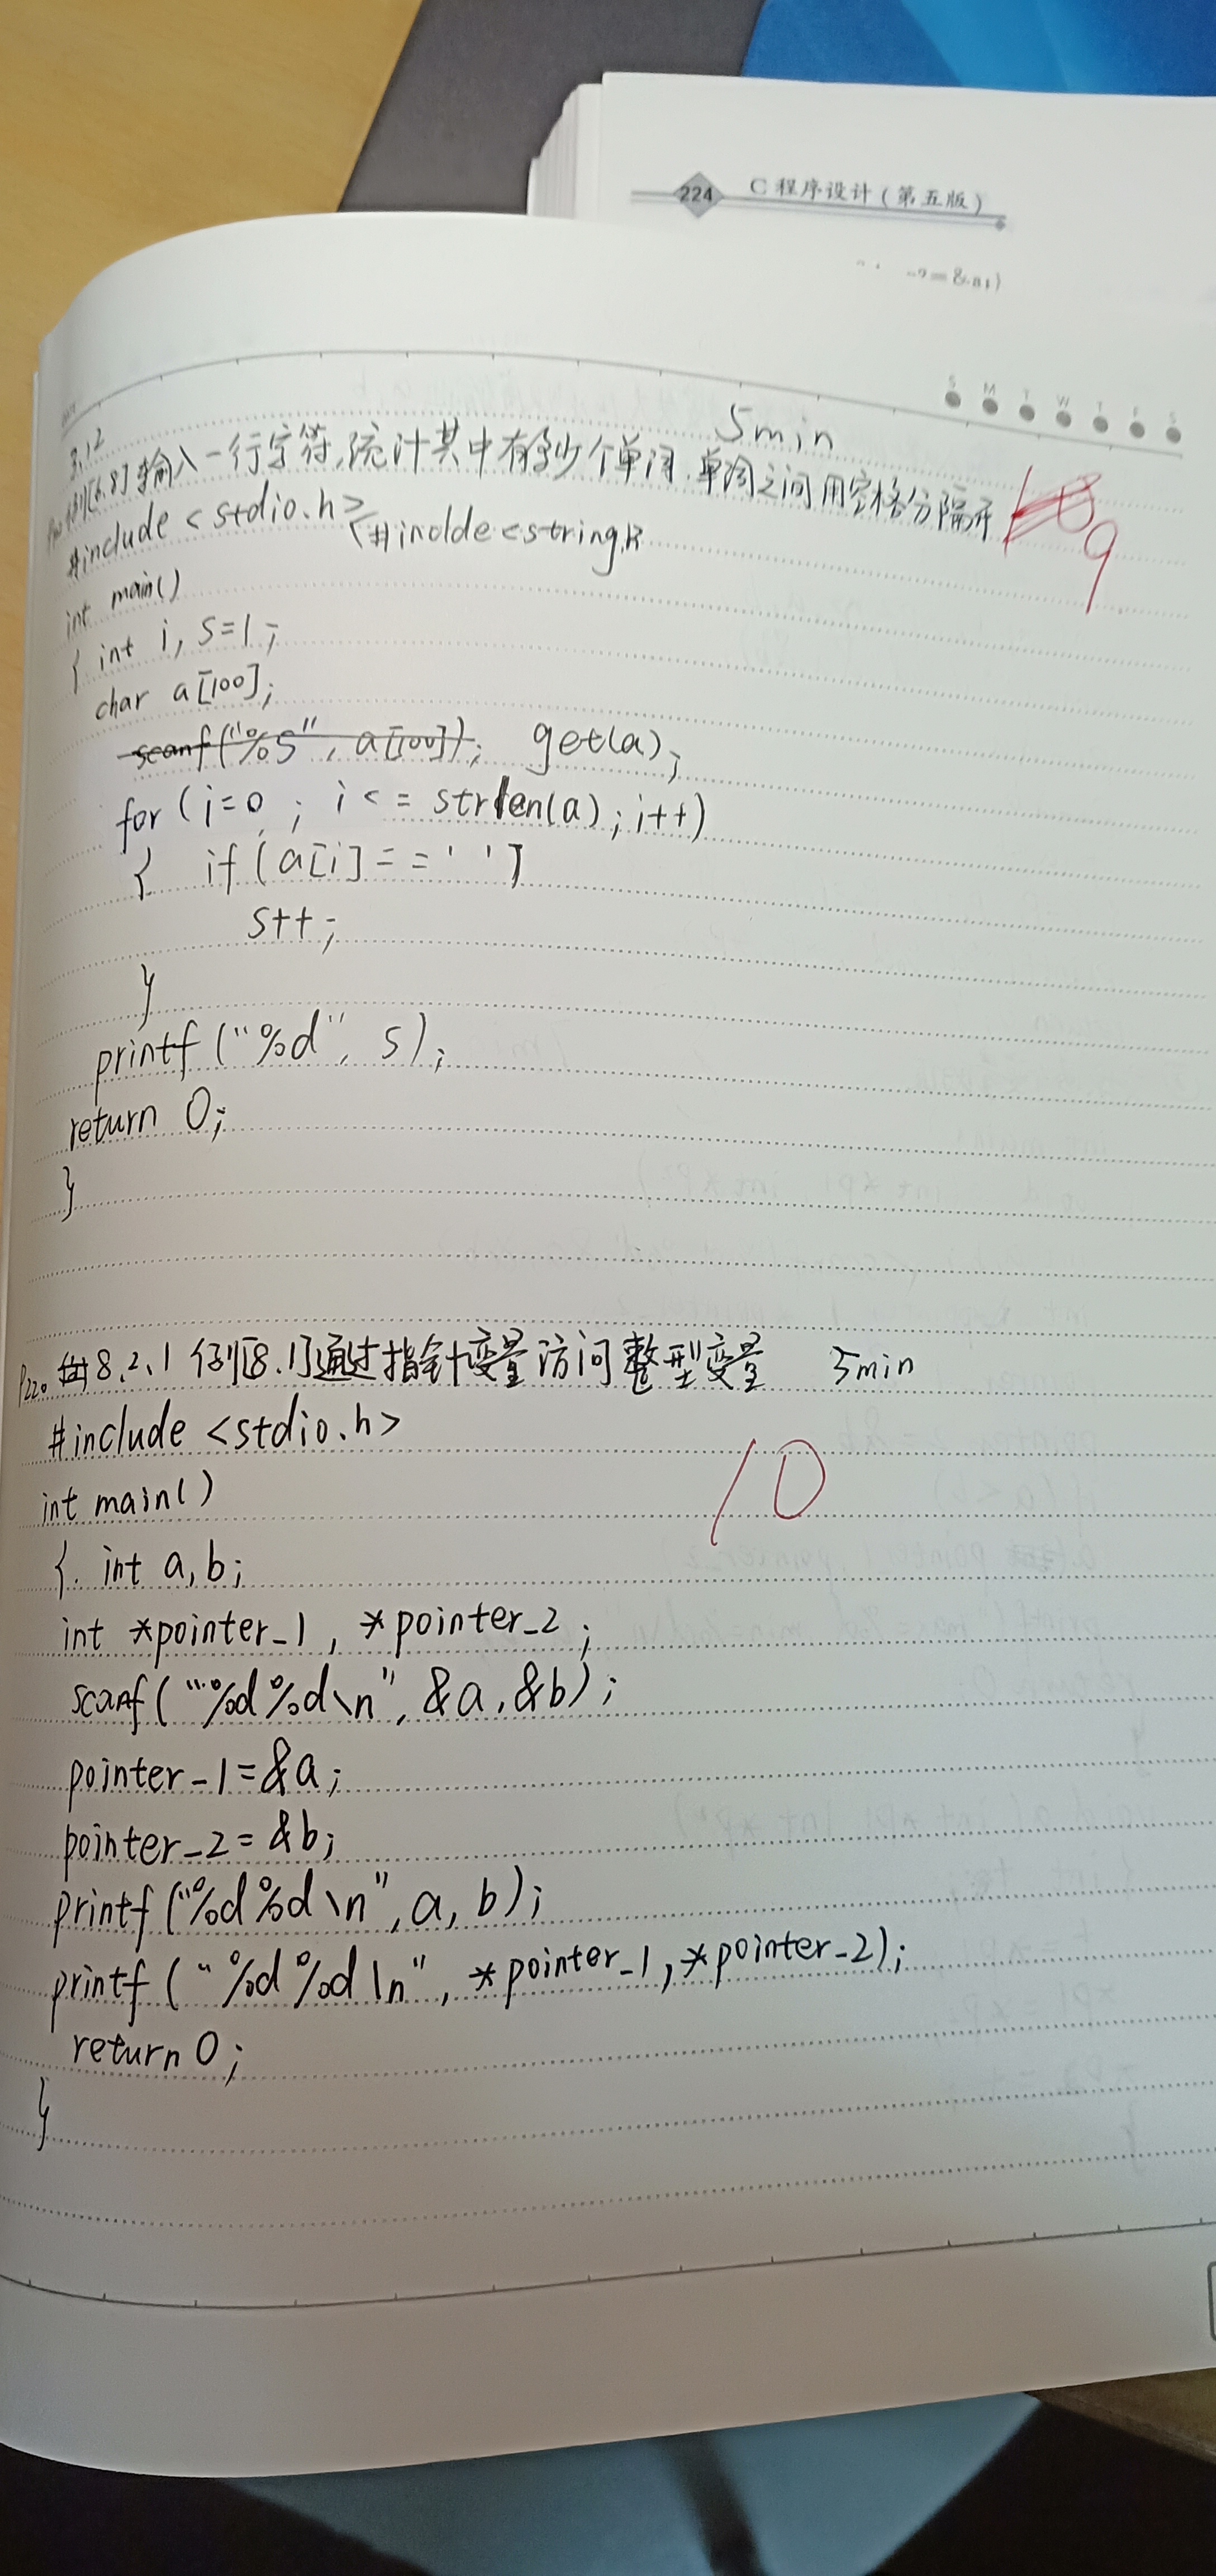 224 C 程序设计(第五版)
S M T W T F S
3.12
5min
例[6.8] 输入一行字符,统计其中有多少个单词,单词之间用空格分隔开
9
#include <stdio.h> #inclde <string.h
int main()
{ int i, s=1;
char a[100];
scanf("%s", a[100]); get(a);
for (i=0; i <= strlen(a); i++)
{ if (a[i]==' ')
s++;
}
printf("%d", s);
return 0;
}
P220 8.2.1 例[8.1]通过指针变量访问整型变量 5min
#include <stdio.h>
10
int main()
{. int a,b;
int *pointer_1, *pointer_2;
scanf("%d%d\n", &a,&b);
pointer_1=&a;
pointer_2=&b;
printf("%d%d\n", a, b);
printf("%d%d\n", *pointer_1,*pointer_2);
return 0;
}